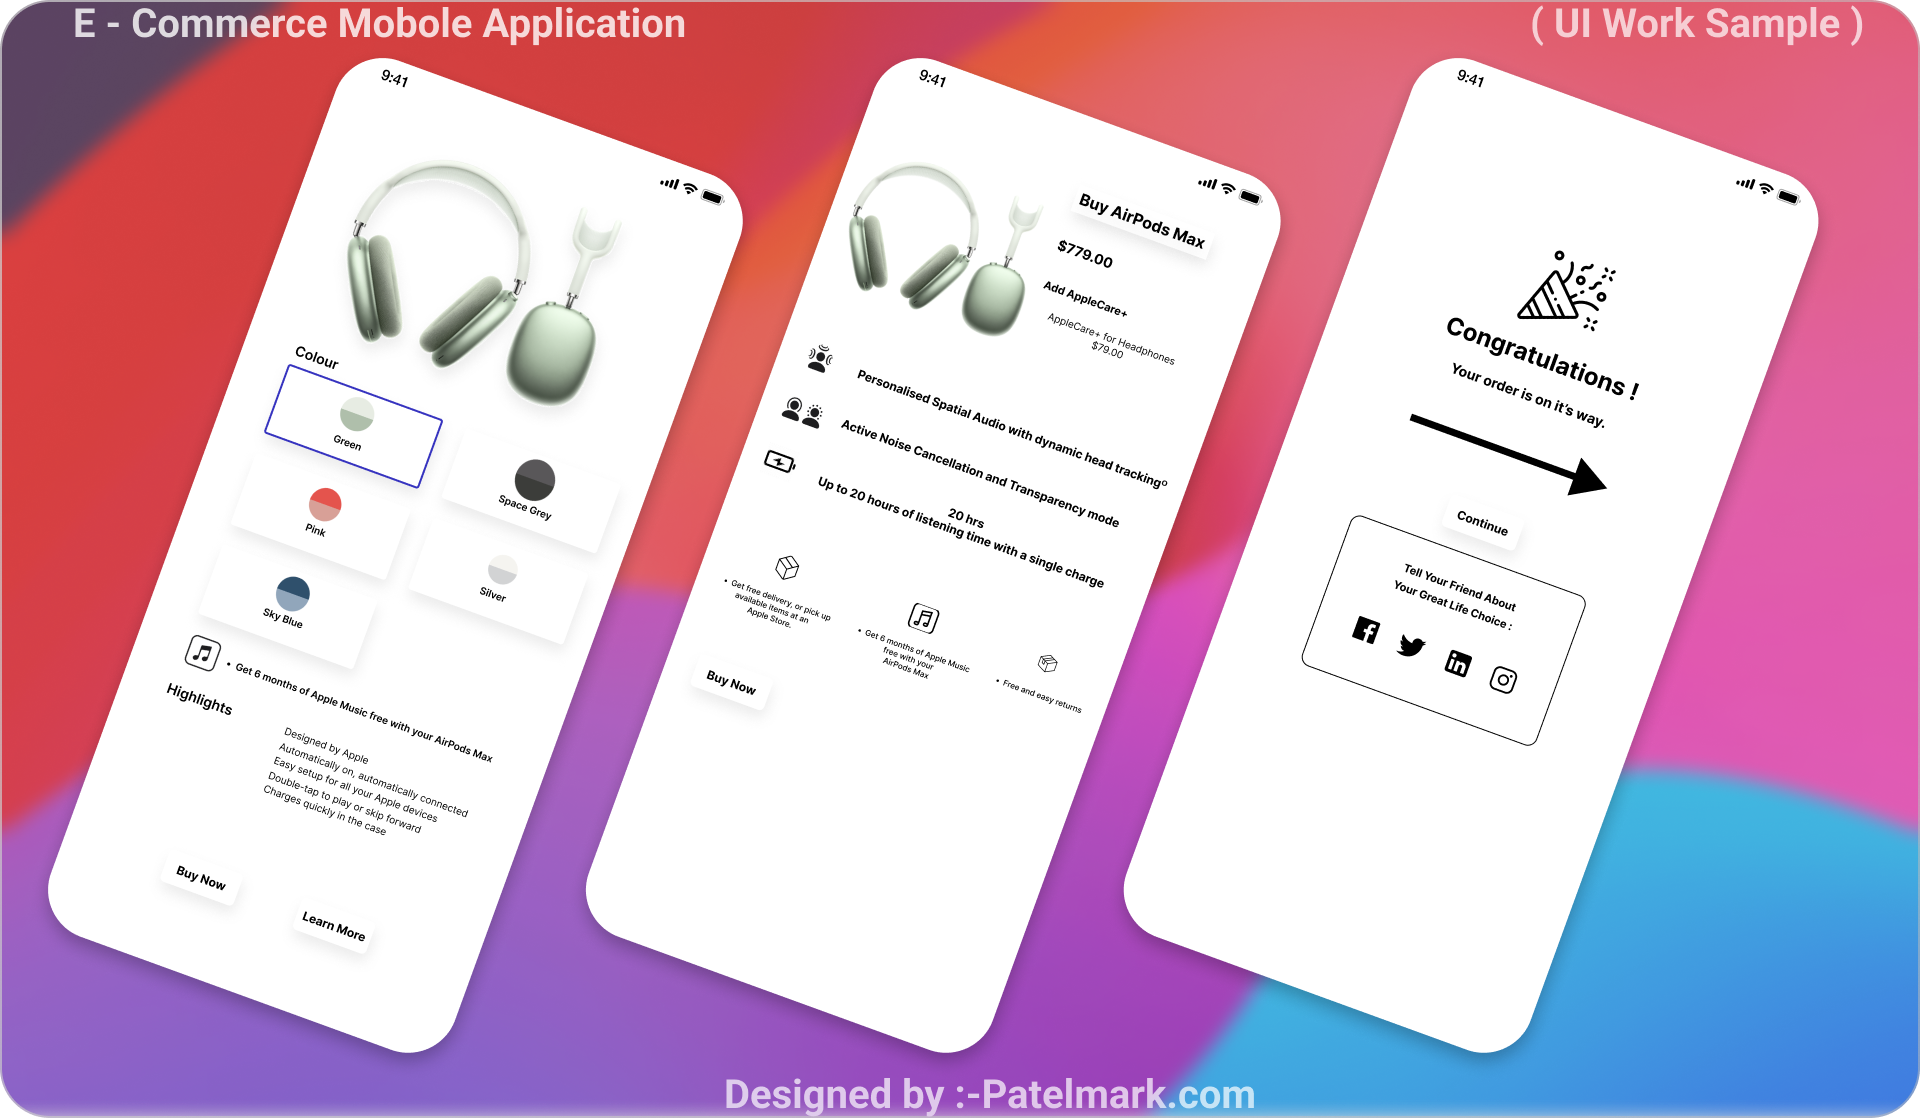 E - Commerce Mobole Application
( UI Work Sample )
9:41
Colour
Green
Space Grey
Pink
Silver
Sky Blue
• Get 6 months of Apple Music free with your AirPods Max
Highlights
Designed by Apple
Automatically on, automatically connected
Easy setup for all your Apple devices
Double-tap to play or skip forward
Charges quickly in the case
Buy Now
Learn More
9:41
Buy AirPods Max
$779.00
Add AppleCare+
AppleCare+ for Headphones
$79.00
Personalised Spatial Audio with dynamic head trackingº
Active Noise Cancellation and Transparency mode
20 hrs
Up to 20 hours of listening time with a single charge
• Get free delivery, or pick up
available items at an
Apple Store.
• Get 6 months of Apple Music
free with your
AirPods Max
• Free and easy returns
Buy Now
9:41
Congratulations !
Your order is on it's way.
Continue
Tell Your Friend About
Your Great Life Choice :
Designed by :-Patelmark.com